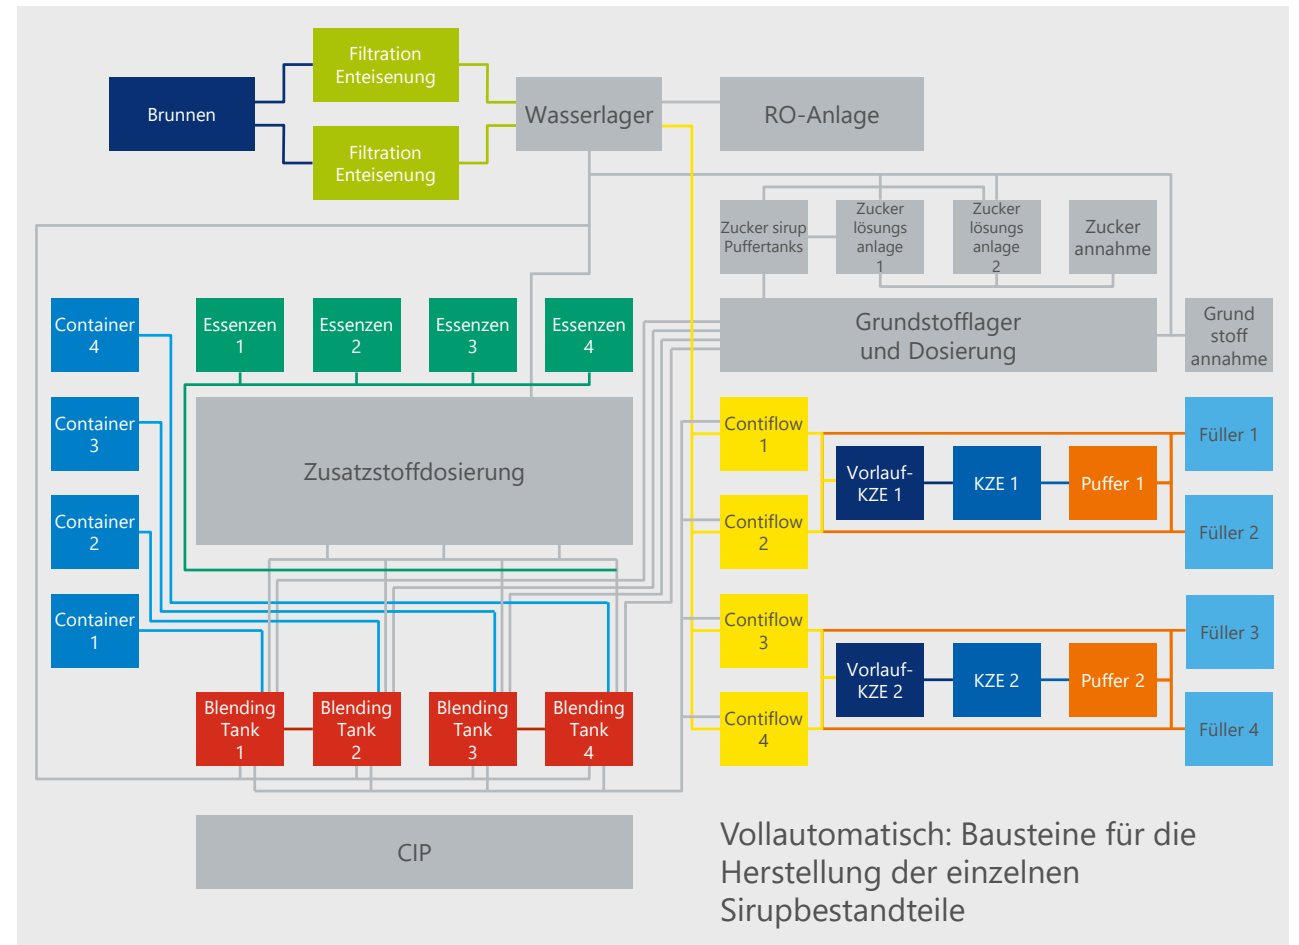 Filtration
Enteisenung
Brunnen
Wasserlager
RO-Anlage
Filtration
Enteisenung
Zucker sirup
Puffertanks
Zucker
lösungs
anlage
1
Zucker
lösungs
anlage
2
Zucker
annahme
Container
4
Essenzen
1
Essenzen
2
Essenzen
3
Essenzen
4
Grundstofflager
und Dosierung
Grund
stoff
annahme
Container
3
Zusatzstoffdosierung
Contiflow
1
Vorlauf-
KZE 1
KZE 1
Puffer 1
Füller 1
Container
2
Contiflow
2
Füller 2
Container
1
Contiflow
3
Vorlauf-
KZE 2
KZE 2
Puffer 2
Füller 3
Blending
Tank
1
Blending
Tank
2
Blending
Tank
3
Blending
Tank
4
Contiflow
4
Füller 4
CIP
Vollautomatisch: Bausteine für die
Herstellung der einzelnen
Sirupbestandteile